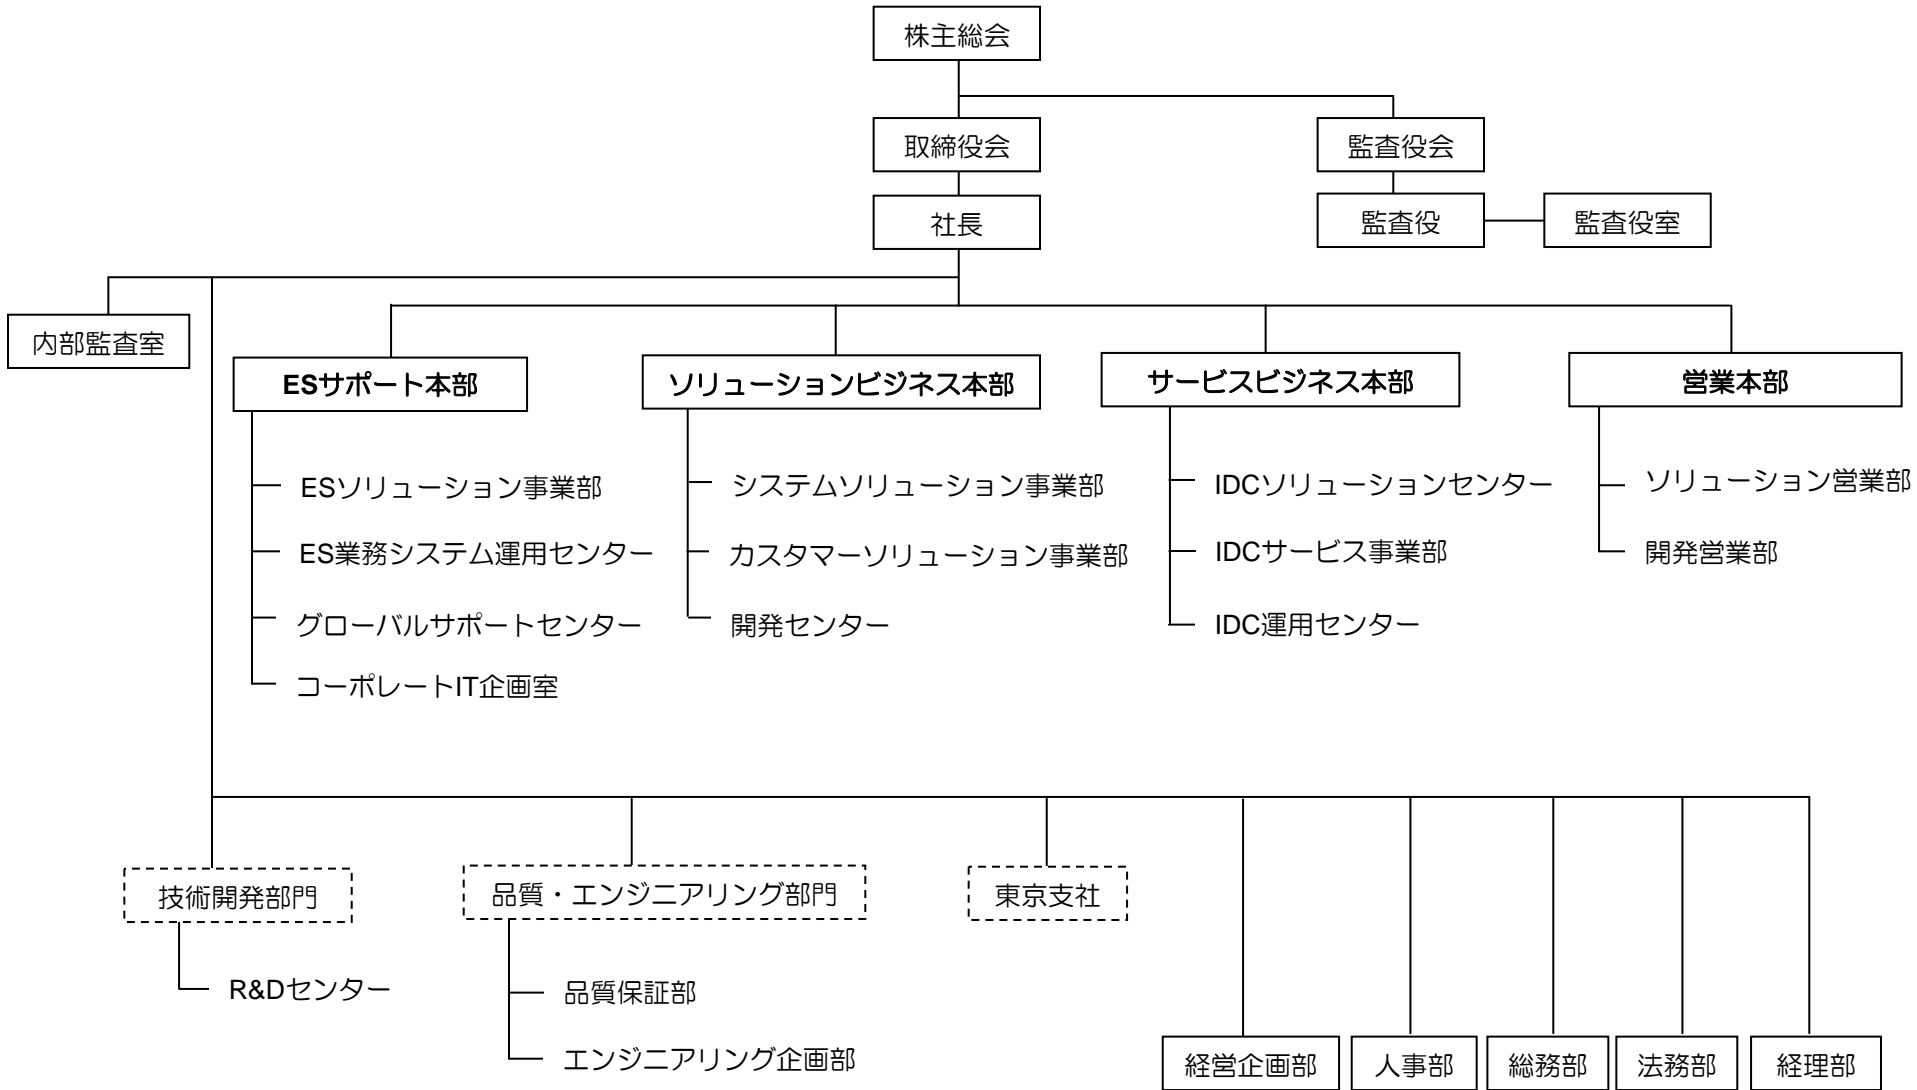 株主総会
取締役会
監査役会
社長
監査役
監査役室
内部監査室
ESサポート本部
ソリューションビジネス本部
サービスビジネス本部
営業本部
ESソリューション事業部
ES業務システム運用センター
グローバルサポートセンター
コーポレートIT企画室
システムソリューション事業部
カスタマーソリューション事業部
開発センター
IDCソリューションセンター
IDCサービス事業部
IDC運用センター
ソリューション営業部
開発営業部
技術開発部門
R&Dセンター
品質・エンジニアリング部門
品質保証部
エンジニアリング企画部
東京支社
経営企画部
人事部
総務部
法務部
経理部